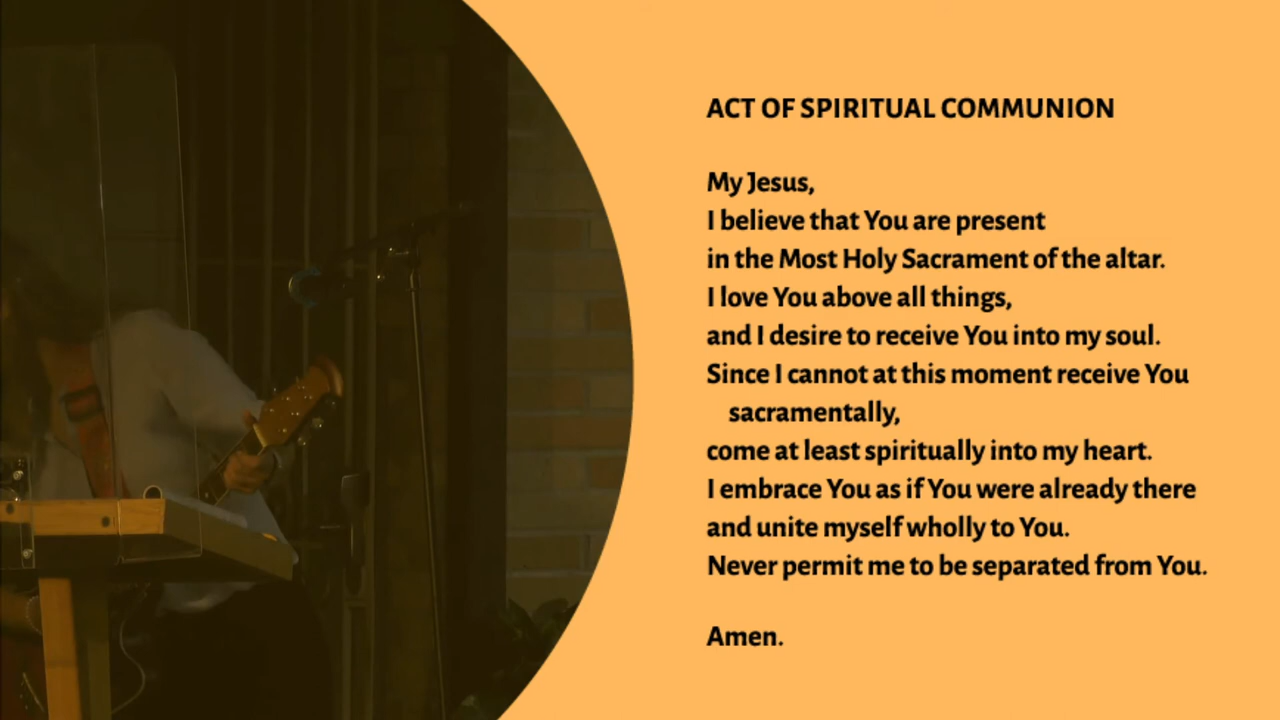 ACT OF SPIRITUAL COMMUNION
My Jesus,
I believe that You are present
in the Most Holy Sacrament of the altar.
I love You above all things,
and I desire to receive You into my soul.
Since I cannot at this moment receive You
sacramentally,
come at least spiritually into my heart.
I embrace You as if You were already there
and unite myself wholly to You.
Never permit me to be separated from You.
Amen.